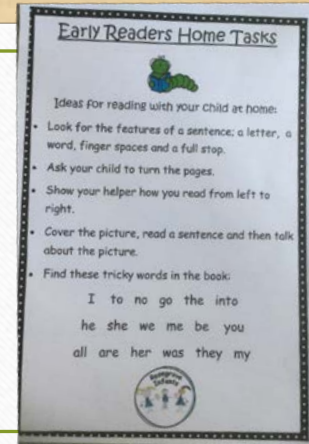 Early Readers Home Tasks
Ideas for reading with your child at home:
• Look for the features of a sentence; a letter, a
word, finger spaces and a full stop.
• Ask your child to turn the pages.
• Show your helper how you read from left to
right.
• Cover the picture, read a sentence and then talk
about the picture.
• Find these tricky words in the book:
I to no go the into
he she we me be you
all are her was they my
Infants